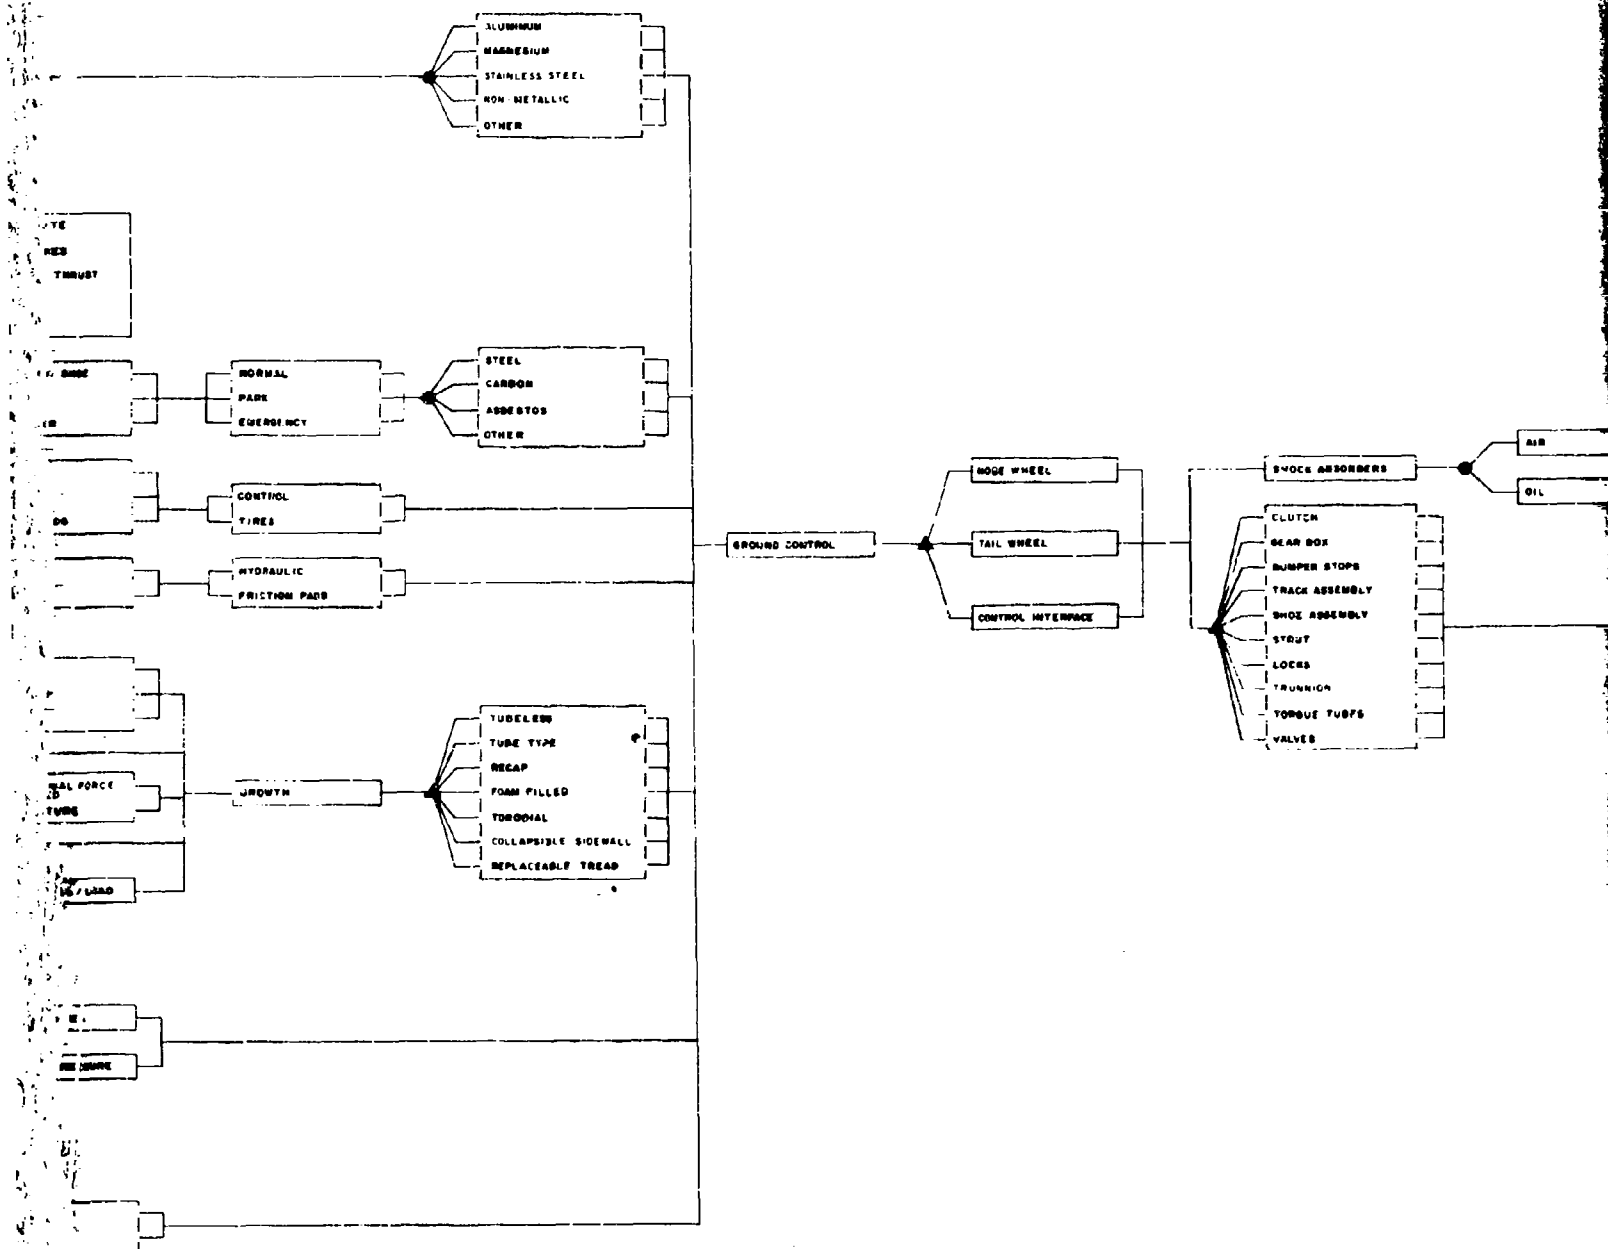 ALUMINUM
MAGNESIUM
STAINLESS STEEL
NON-METALLIC
OTHER
THRUST
NORMAL
PARK
EMERGENCY
STEEL
CARBON
ASBESTOS
OTHER
CONTROL
TIRES
HYDRAULIC
FRICTION PADS
GROUND CONTROL
NOSE WHEEL
TAIL WHEEL
CONTROL INTERFACE
SHOCK ABSORBERS
AIR
OIL
CLUTCH
GEAR BOX
BUMPER STOPS
TRACK ASSEMBLY
SHOE ASSEMBLY
STRUT
LOCKS
TRUNNION
TORQUE TUBES
VALVES
FORCE
GROWTH
TUBELESS
TUBE TYPE
RECAP
FOAM FILLED
TORODIAL
COLLAPSIBLE SIDEWALL
REPLACEABLE TREAD
/ LOAD